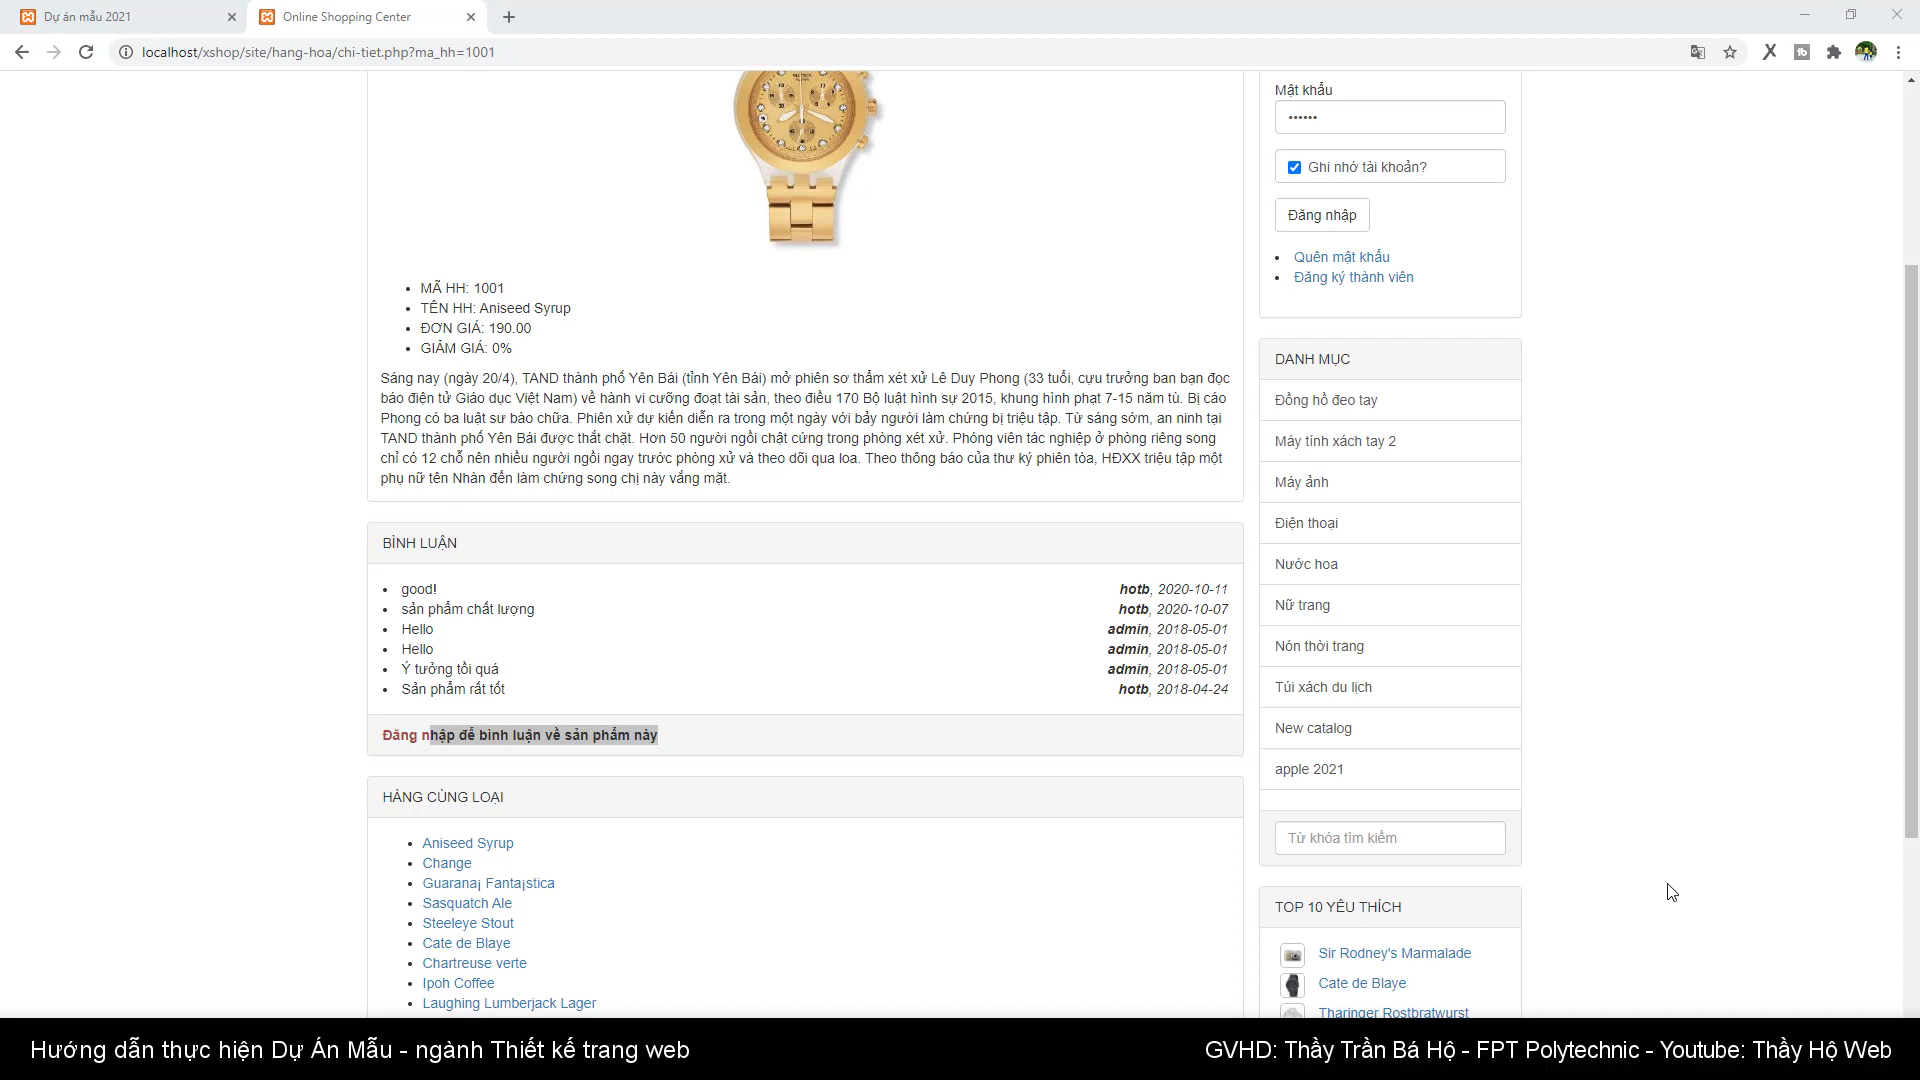 Dự án mẫu 2021
Online Shopping Center
localhost/xshop/site/hang-hoa/chi-tiet.php?ma_hh=1001
MÃ HH: 1001
TÊN HH: Aniseed Syrup
ĐƠN GIÁ: 190.00
GIẢM GIÁ: 0%
Sáng nay (ngày 20/4), TAND thành phố Yên Bái (tỉnh Yên Bái) mở phiên sơ thẩm xét xử Lê Duy Phong (33 tuổi, cựu trưởng ban bạn đọc
báo điện tử Giáo dục Việt Nam) về hành vi cưỡng đoạt tài sản, theo điều 170 Bộ luật hình sự 2015, khung hình phạt 7-15 năm tù. Bị cáo
Phong có ba luật sư bào chữa. Phiên xử dự kiến diễn ra trong một ngày với bảy người làm chứng bị triệu tập. Từ sáng sớm, an ninh tại
TAND thành phố Yên Bái được thắt chặt. Hơn 50 người ngồi chật cứng trong phòng xét xử. Phóng viên tác nghiệp ở phòng riêng song
chỉ có 12 chỗ nên nhiều người ngồi ngay trước phòng xử và theo dõi qua loa. Theo thông báo của thư ký phiên tòa, HĐXX triệu tập một
phụ nữ tên Nhàn đến làm chứng song chị này vắng mặt.
BÌNH LUẬN
good! hotb, 2020-10-11
sản phẩm chất lượng hotb, 2020-10-07
Hello admin, 2018-05-01
Hello admin, 2018-05-01
Ý tưởng tồi quá admin, 2018-05-01
Sản phẩm rất tốt hotb, 2018-04-24
Đăng nhập để bình luận về sản phẩm này
HÀNG CÙNG LOẠI
Aniseed Syrup
Change
Guarana¡ Fanta¡stica
Sasquatch Ale
Steeleye Stout
Cate de Blaye
Chartreuse verte
Ipoh Coffee
Laughing Lumberjack Lager
Mật khẩu
••••••
Ghi nhớ tài khoản?
Đăng nhập
Quên mật khẩu
Đăng ký thành viên
DANH MỤC
Đồng hồ đeo tay
Máy tính xách tay 2
Máy ảnh
Điện thoại
Nước hoa
Nữ trang
Nón thời trang
Túi xách du lịch
New catalog
apple 2021
Từ khóa tìm kiếm
TOP 10 YÊU THÍCH
Sir Rodney's Marmalade
Cate de Blaye
Tharinger Rostbratwurst
Hướng dẫn thực hiện Dự Án Mẫu - ngành Thiết kế trang web
GVHD: Thầy Trần Bá Hộ - FPT Polytechnic - Youtube: Thầy Hộ Web